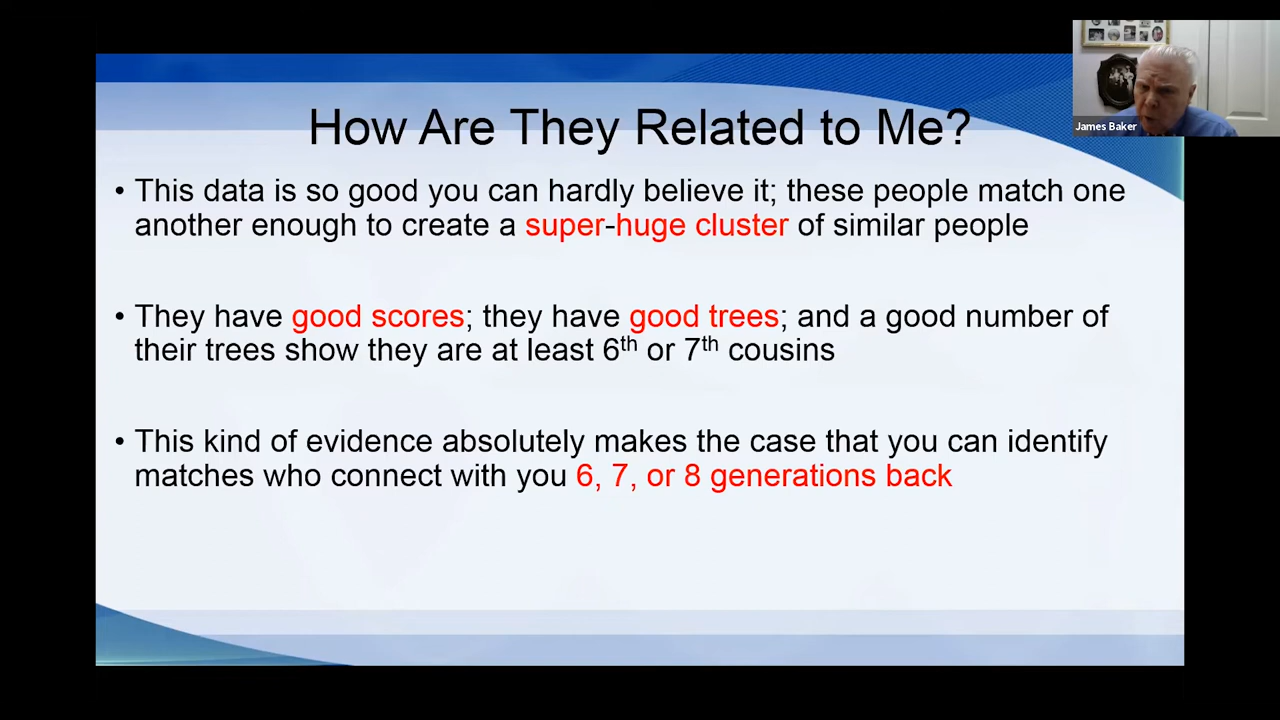 How Are They Related to Me?
James Baker
• This data is so good you can hardly believe it; these people match one
another enough to create a super-huge cluster of similar people
• They have good scores; they have good trees; and a good number of
their trees show they are at least 6th or 7th cousins
• This kind of evidence absolutely makes the case that you can identify
matches who connect with you 6, 7, or 8 generations back